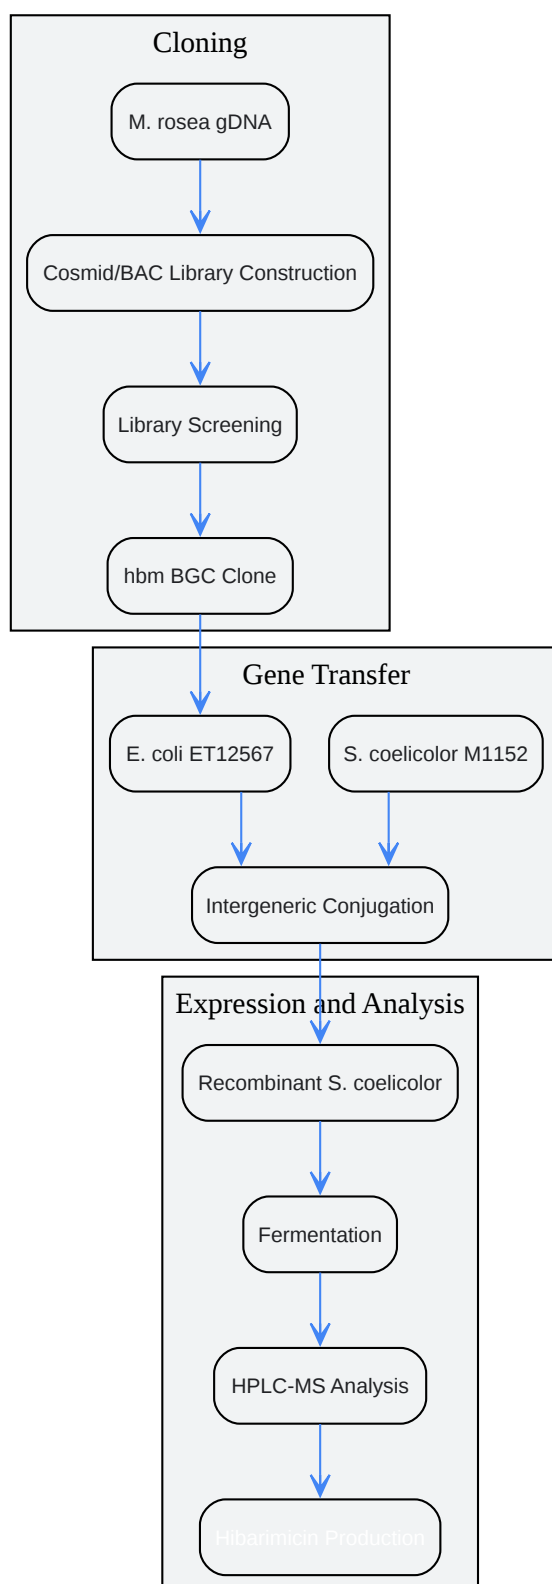 Cloning
M. rosea gDNA
Cosmid/BAC Library Construction
Library Screening
hbm BGC Clone
Gene Transfer
E. coli ET12567
S. coelicolor M1152
Intergeneric Conjugation
Expression and Analysis
Recombinant S. coelicolor
Fermentation
HPLC-MS Analysis
Hibarimicin Production